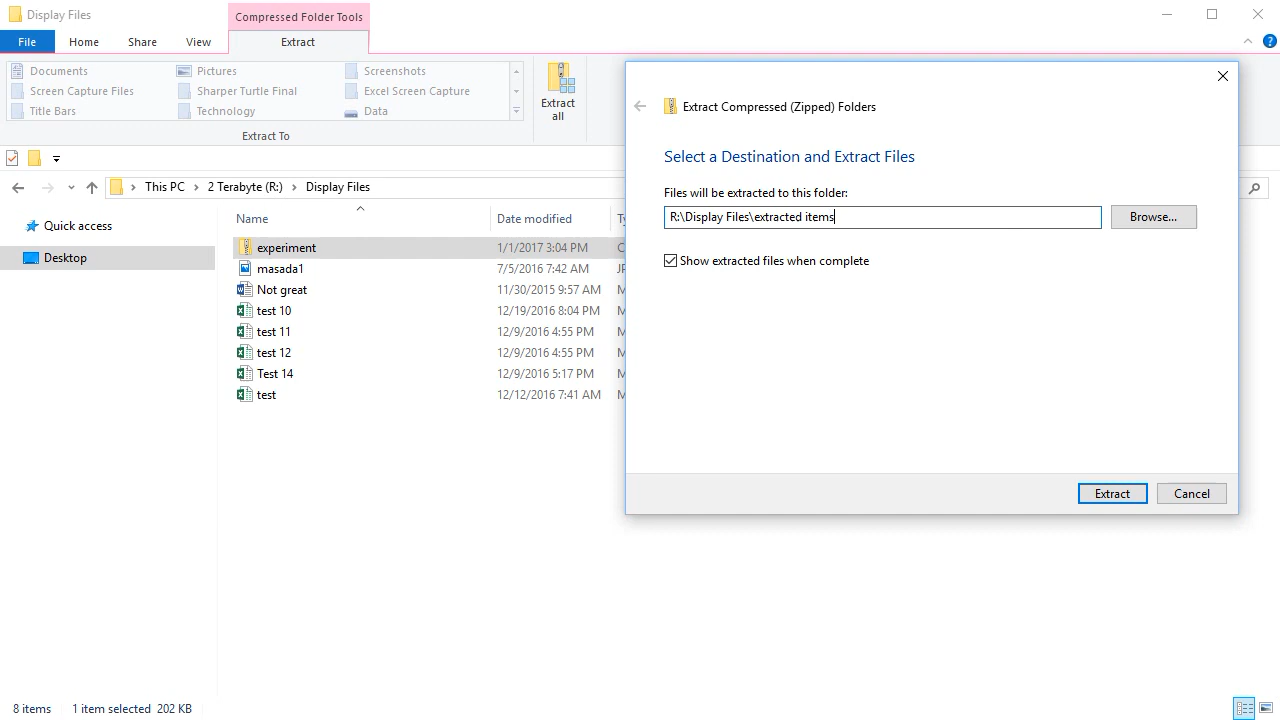 Display Files
Compressed Folder Tools
File Home Share View Extract
Documents Pictures Screenshots
Screen Capture Files Sharper Turtle Final Excel Screen Capture
Title Bars Technology Data
Extract all
Extract To
This PC > 2 Terabyte (R:) > Display Files
Quick access
Desktop
Name Date modified
experiment 1/1/2017 3:04 PM
masada1 7/5/2016 7:42 AM
Not great 11/30/2015 9:57 AM
test 10 12/19/2016 8:04 PM
test 11 12/9/2016 4:55 PM
test 12 12/9/2016 4:55 PM
Test 14 12/9/2016 5:17 PM
test 12/12/2016 7:41 AM
Extract Compressed (Zipped) Folders
Select a Destination and Extract Files
Files will be extracted to this folder:
R:\Display Files\extracted items
Browse...
Show extracted files when complete
Extract Cancel
8 items 1 item selected 202 KB